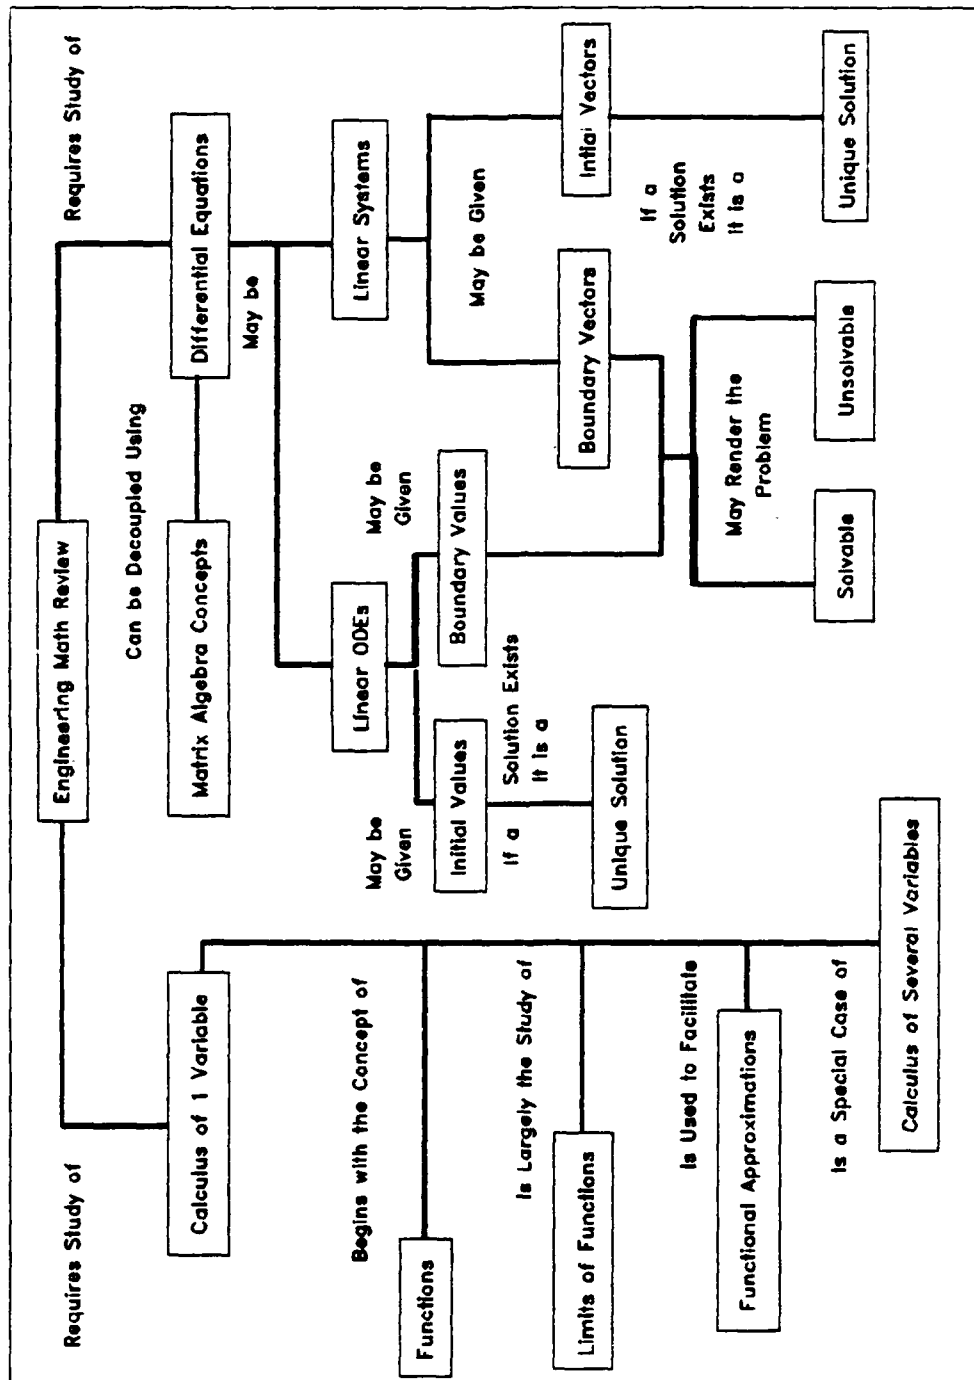 Engineering Math Review
Requires Study of
Requires Study of
Calculus of 1 Variable
Can be Decoupled Using
Matrix Algebra Concepts
Differential Equations
May be
Begins with the Concept of
Functions
Is Largely the Study of
Limits of Functions
Is Used to Facilitate
Functional Approximations
Is a Special Case of
Calculus of Several Variables
Linear ODEs
May be
Given
May be
Given
Initial Values
Boundary Values
If a
Solution Exists
It is a
Unique Solution
Linear Systems
May be Given
Boundary Vectors
Intial Vectors
If a
Solution
Exists
It is a
Unique Solution
May Render the
Problem
Solvable
Unsolvable